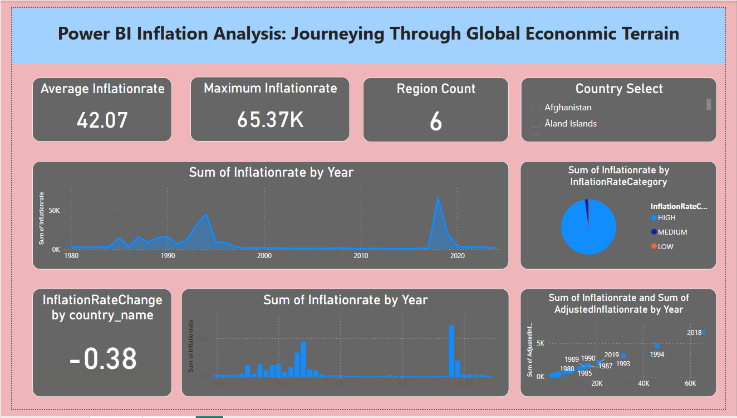 Power BI Inflation Analysis: Journeying Through Global Econonmic Terrain
Average Inflationrate
42.07
Maximum Inflationrate
65.37K
Region Count
6
Country Select
Afghanistan
Åland Islands
Sum of Inflationrate by Year
Sum of Inflationrate
50K
0K
1980
1990
2000
2010
2020
Sum of Inflationrate by
InflationRateCategory
InflationRateC...
HIGH
MEDIUM
LOW
InflationRateChange
by country_name
-0.38
Sum of Inflationrate by Year
Sum of Inflationrate
Sum of Inflationrate and Sum of
AdjustedInflationrate by Year
Sum of AdjustedInf...
5K
0K
2018
1994
2019
1993
1989
1990
1987
1980
1985
20K
40K
60K